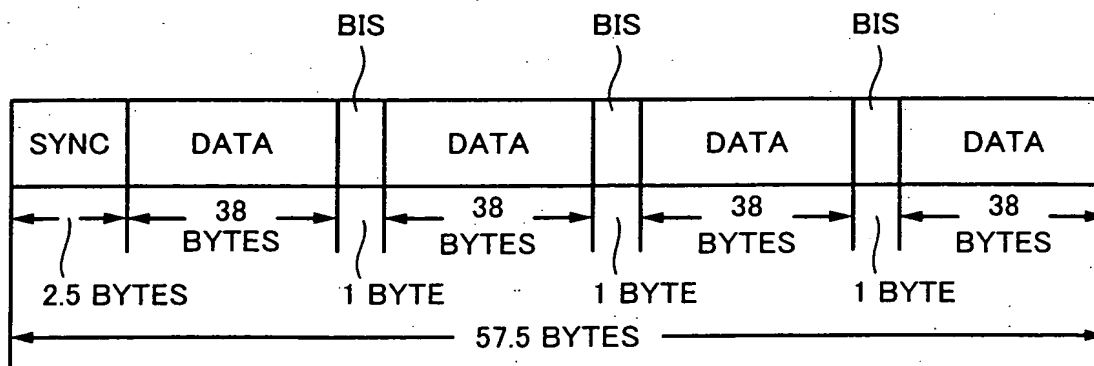 BIS BIS BIS
SYNC DATA DATA DATA DATA
38 BYTES 38 BYTES 38 BYTES 38 BYTES
2.5 BYTES 1 BYTE 1 BYTE 1 BYTE
57.5 BYTES